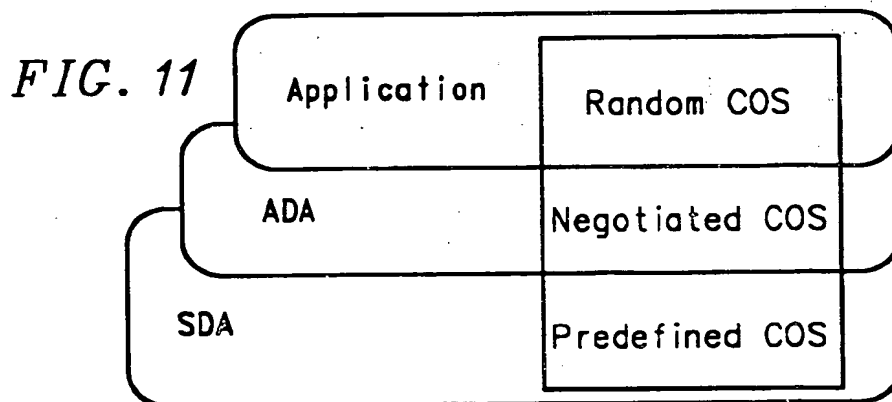 FIG. 11
Application
Random COS
ADA
Negotiated COS
SDA
Predefined COS